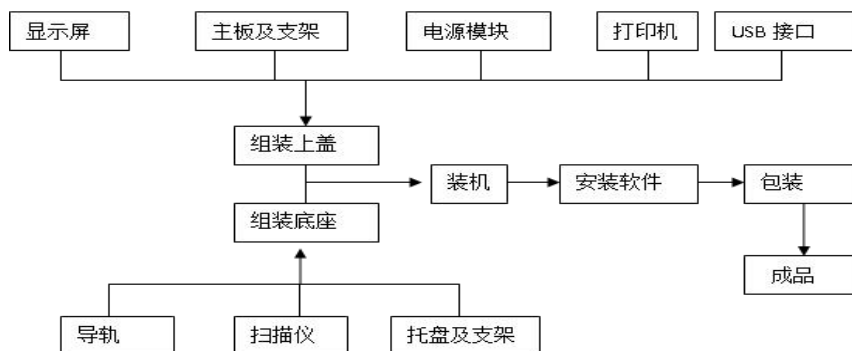 显示屏
主板及支架
电源模块
打印机
USB 接口
组装上盖
装机
安装软件
包装
组装底座
成品
导轨
扫描仪
托盘及支架